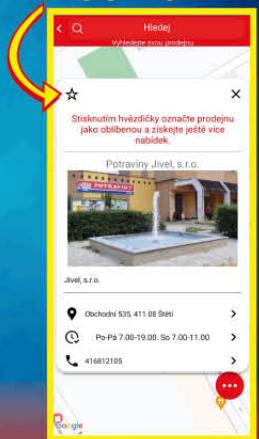 Hledej
Vyhledejte svou prodejnu
Stisknutím hvězdičky označte prodejnu
jako oblíbenou a získejte ještě více
nabídek.
Potraviny Jivel, s.r.o.
POTRAVINY
Jivel, s.r.o.
Obchodní 535, 411 08 Štětí
Po-Pá 7.00-19.00. So 7.00-11.00
416812105
Google